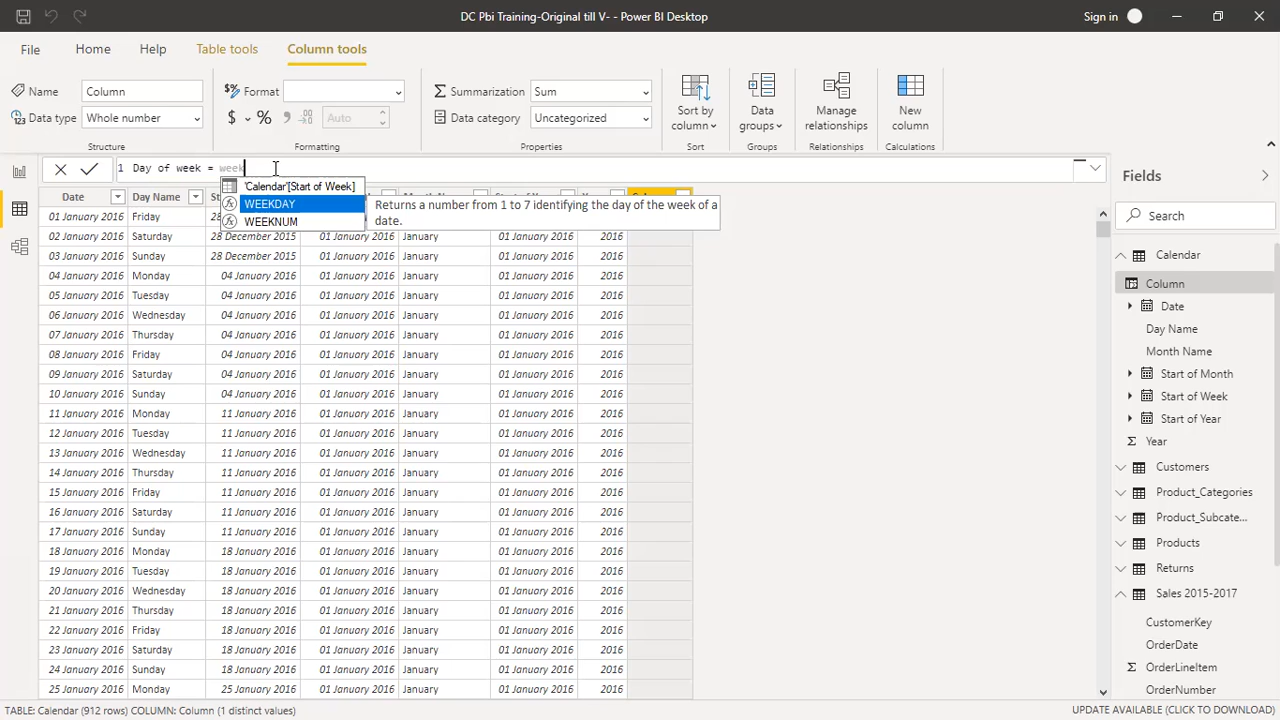 DC Pbi Training-Original till V- - Power BI Desktop
Sign in
File Home Help Table tools Column tools
Name Column
Data type Whole number
Structure
Format
$ % 9 Auto
Formatting
Summarization Sum
Data category Uncategorized
Properties
Sort by column
Sort
Data groups
Groups
Manage relationships
Relationships
New column
Calculations
1 Day of week = week
'Calendar'[Start of Week]
WEEKDAY
WEEKNUM
Returns a number from 1 to 7 identifying the day of the week of a
date.
Date Day Name
01 January 2016 Friday 2016
02 January 2016 Saturday 28 December 2015 01 January 2016 January 01 January 2016 2016
03 January 2016 Sunday 28 December 2015 01 January 2016 January 01 January 2016 2016
04 January 2016 Monday 04 January 2016 01 January 2016 January 01 January 2016 2016
05 January 2016 Tuesday 04 January 2016 01 January 2016 January 01 January 2016 2016
06 January 2016 Wednesday 04 January 2016 01 January 2016 January 01 January 2016 2016
07 January 2016 Thursday 04 January 2016 01 January 2016 January 01 January 2016 2016
08 January 2016 Friday 04 January 2016 01 January 2016 January 01 January 2016 2016
09 January 2016 Saturday 04 January 2016 01 January 2016 January 01 January 2016 2016
10 January 2016 Sunday 04 January 2016 01 January 2016 January 01 January 2016 2016
11 January 2016 Monday 11 January 2016 01 January 2016 January 01 January 2016 2016
12 January 2016 Tuesday 11 January 2016 01 January 2016 January 01 January 2016 2016
13 January 2016 Wednesday 11 January 2016 01 January 2016 January 01 January 2016 2016
14 January 2016 Thursday 11 January 2016 01 January 2016 January 01 January 2016 2016
15 January 2016 Friday 11 January 2016 01 January 2016 January 01 January 2016 2016
16 January 2016 Saturday 11 January 2016 01 January 2016 January 01 January 2016 2016
17 January 2016 Sunday 11 January 2016 01 January 2016 January 01 January 2016 2016
18 January 2016 Monday 18 January 2016 01 January 2016 January 01 January 2016 2016
19 January 2016 Tuesday 18 January 2016 01 January 2016 January 01 January 2016 2016
20 January 2016 Wednesday 18 January 2016 01 January 2016 January 01 January 2016 2016
21 January 2016 Thursday 18 January 2016 01 January 2016 January 01 January 2016 2016
22 January 2016 Friday 18 January 2016 01 January 2016 January 01 January 2016 2016
23 January 2016 Saturday 18 January 2016 01 January 2016 January 01 January 2016 2016
24 January 2016 Sunday 18 January 2016 01 January 2016 January 01 January 2016 2016
25 January 2016 Monday 25 January 2016 01 January 2016 January 01 January 2016 2016
Fields
Search
Calendar
Column
Date
Day Name
Month Name
Start of Month
Start of Week
Start of Year
Year
Customers
Product_Categories
Product_Subcate...
Products
Returns
Sales 2015-2017
CustomerKey
OrderDate
OrderLineItem
OrderNumber
TABLE: Calendar (912 rows) COLUMN: Column (1 distinct values)
UPDATE AVAILABLE (CLICK TO DOWNLOAD)